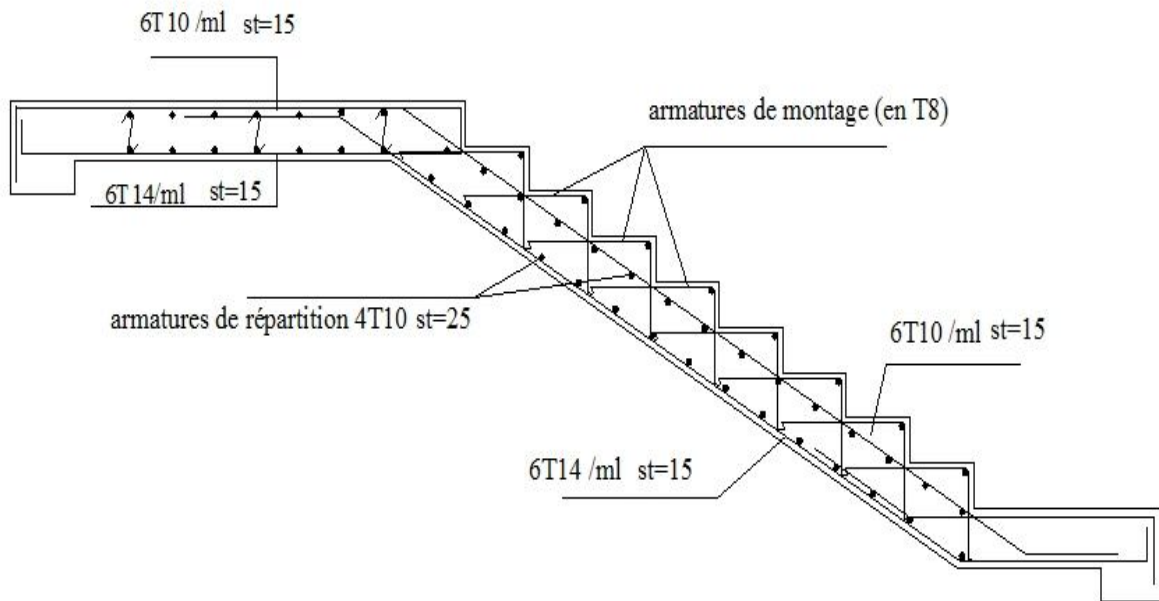 6T10 /ml st=15
armatures de montage (en T8)
6T14/ml st=15
armatures de répartition 4T10 st=25
6T10 /ml st=15
6T14 /ml st=15